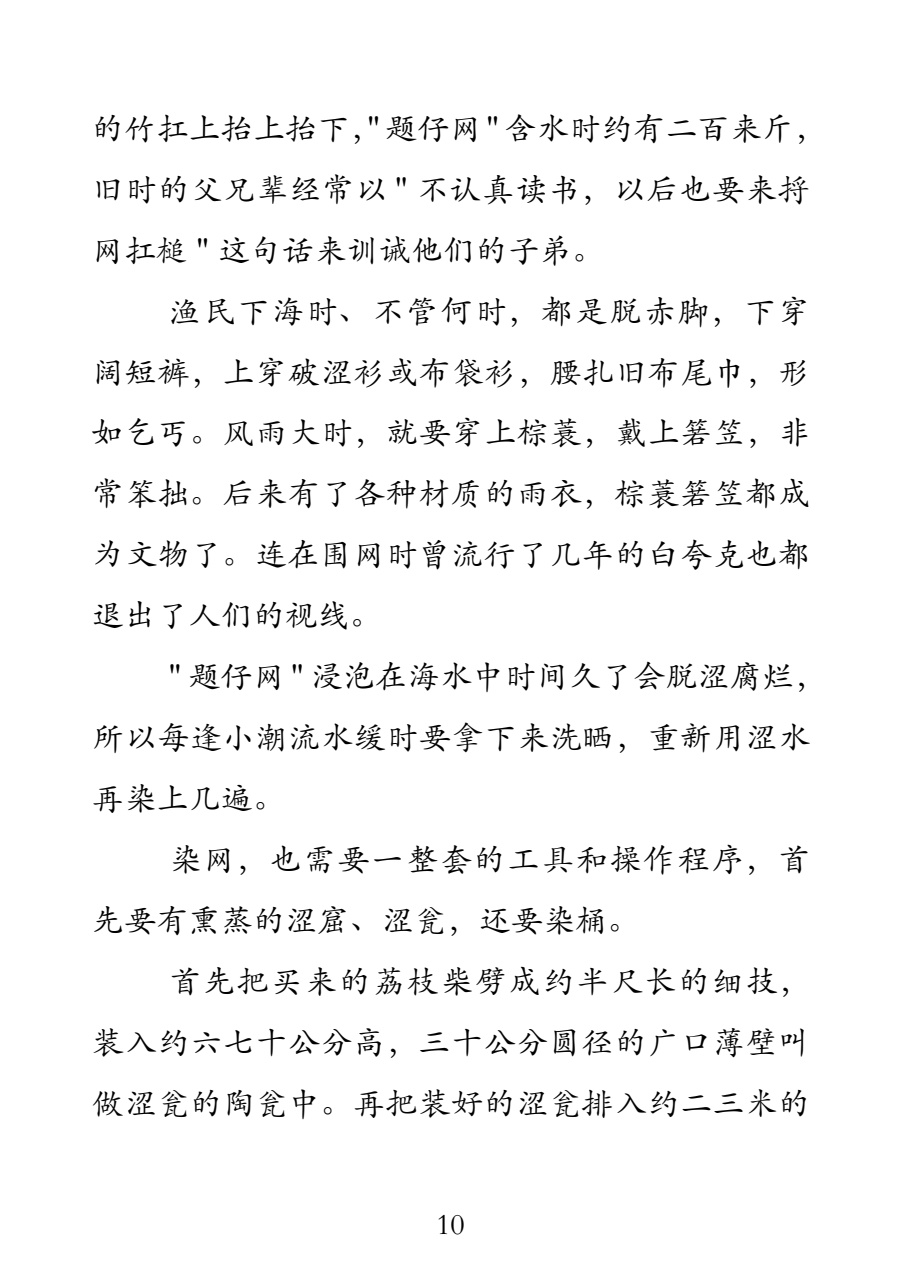 的竹扛上抬上抬下，"题仔网"含水时约有二百来斤，
旧时的父兄辈经常以"不认真读书，以后也要来捋
网扛槌"这句话来训诫他们的子弟。
渔民下海时、不管何时，都是脱赤脚，下穿
阔短裤，上穿破涩衫或布袋衫，腰扎旧布尾巾，形
如乞丐。风雨大时，就要穿上棕蓑，戴上箬笠，非
常笨拙。后来有了各种材质的雨衣，棕蓑箬笠都成
为文物了。连在围网时曾流行了几年的白夸克也都
退出了人们的视线。
"题仔网"浸泡在海水中时间久了会脱涩腐烂，
所以每逢小潮流水缓时要拿下来洗晒，重新用涩水
再染上几遍。
染网，也需要一整套的工具和操作程序，首
先要有熏蒸的涩窟、涩瓮，还要染桶。
首先把买来的荔枝柴劈成约半尺长的细技，
装入约六七十公分高，三十公分圆径的广口薄壁叫
做涩瓮的陶瓮中。再把装好的涩瓮排入约二三米的
10